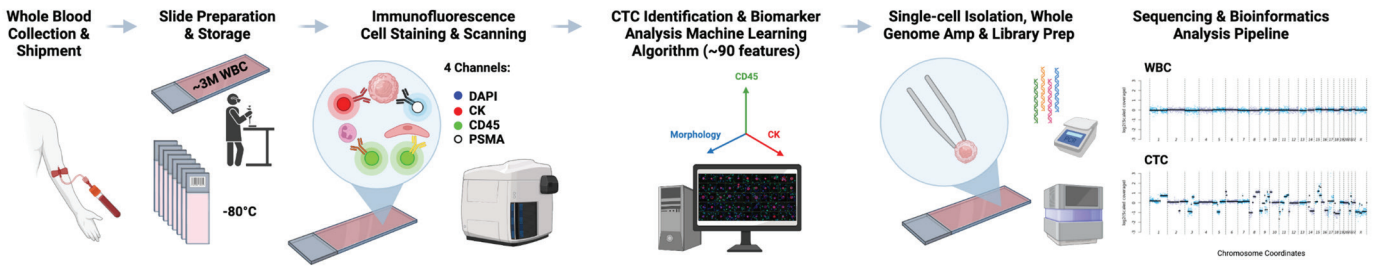 Whole Blood
Collection &
Shipment
Slide Preparation
& Storage
~3M WBC
-80°C
Immunofluorescence
Cell Staining & Scanning
4 Channels:
DAPI
CK
CD45
PSMA
CTC Identification & Biomarker
Analysis Machine Learning
Algorithm (~90 features)
CD45
Morphology
CK
Single-cell Isolation, Whole
Genome Amp & Library Prep
Sequencing & Bioinformatics
Analysis Pipeline
WBC
CTC
Chromosome Coordinates